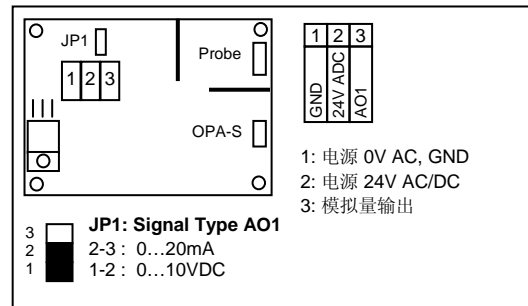 JP1
1 2 3
Probe
OPA-S
1 2 3
GND
24V ADC
AO1
1: 电源 0V AC, GND
2: 电源 24V AC/DC
3: 模拟量输出
3
2
1
JP1: Signal Type AO1
2-3 : 0…20mA
1-2 : 0…10VDC